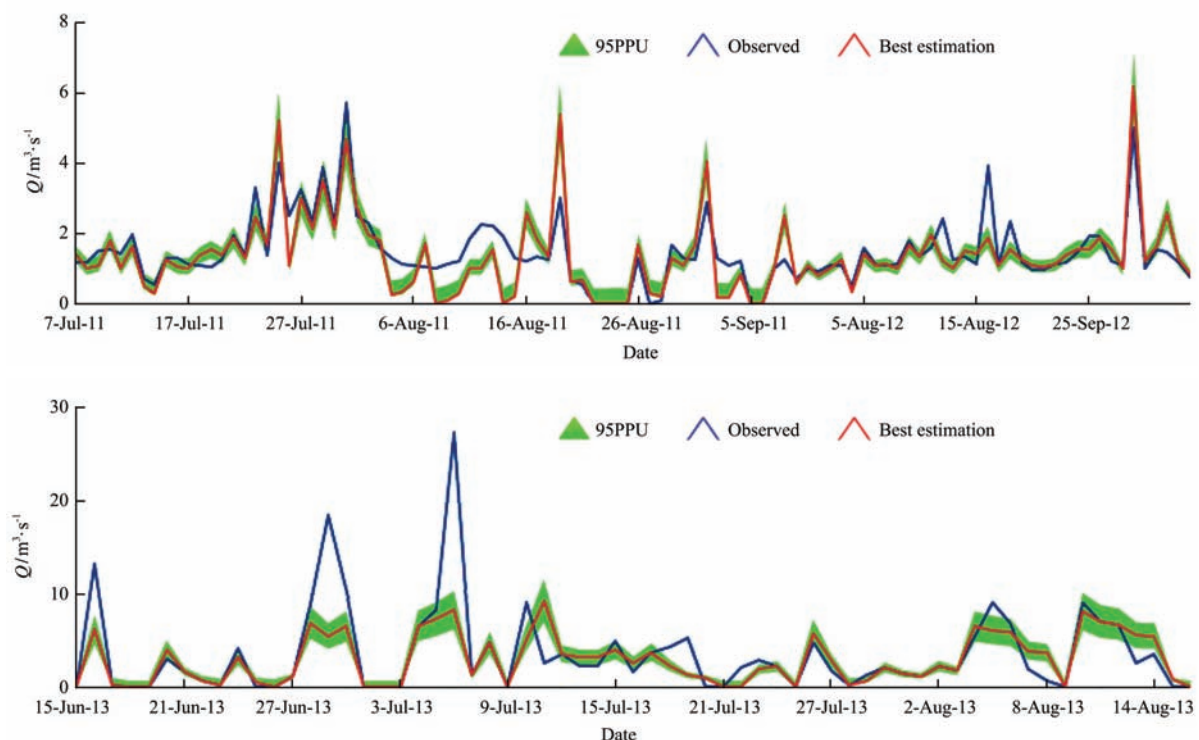 8
95PPU Observed Best estimation
6
Q/m³·s⁻¹
4
2
0
7-Jul-11 17-Jul-11 27-Jul-11 6-Aug-11 16-Aug-11 26-Aug-11 5-Sep-11 5-Aug-12 15-Aug-12 25-Sep-12
Date
30
95PPU Observed Best estimation
20
Q/m³·s⁻¹
10
0
15-Jun-13 21-Jun-13 27-Jun-13 3-Jul-13 9-Jul-13 15-Jul-13 21-Jul-13 27-Jul-13 2-Aug-13 8-Aug-13 14-Aug-13
Date